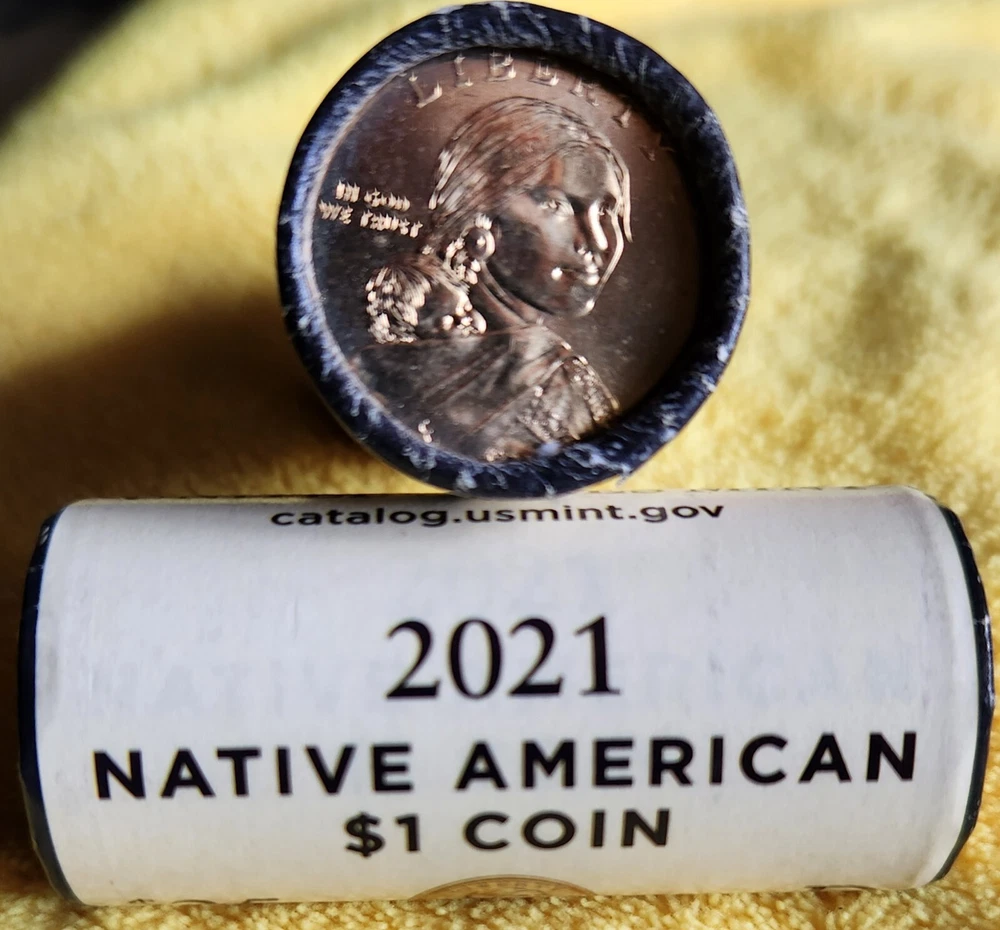 LIBERTY
IN GOD
WE TRUST
catalog.usmint.gov
2021
NATIVE AMERICAN
$1 COIN